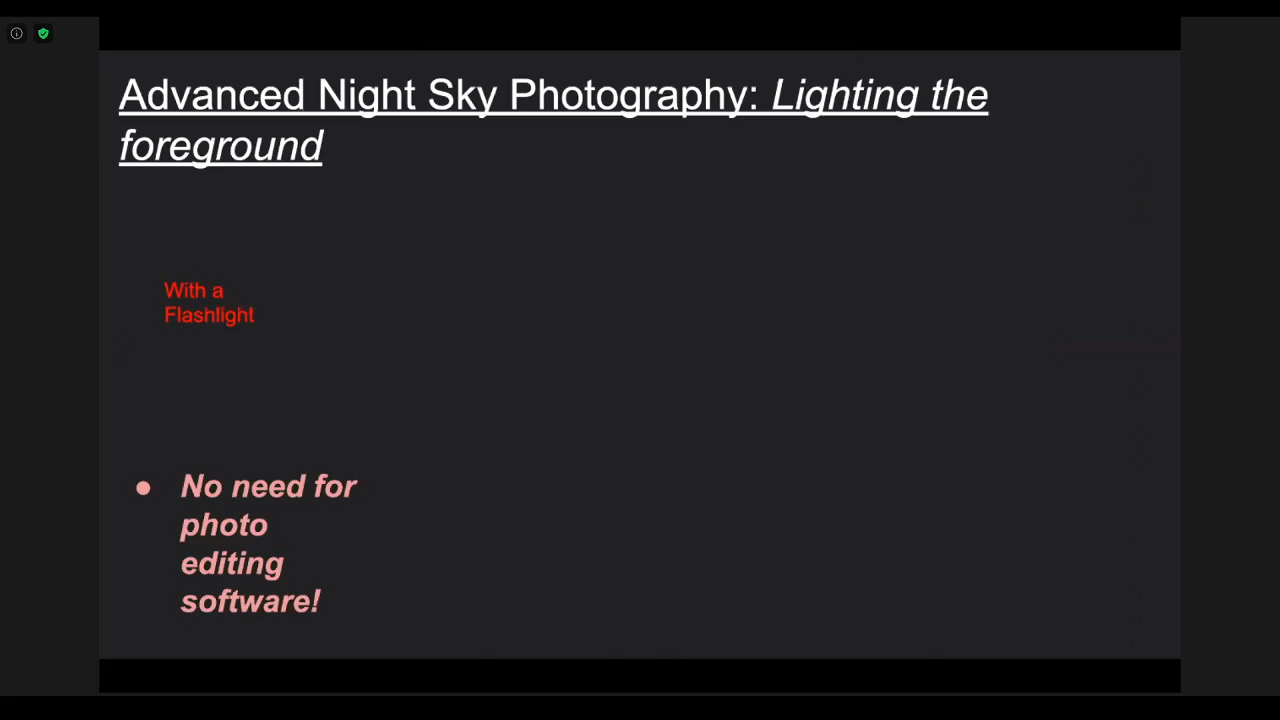 Advanced Night Sky Photography: Lighting the
foreground
With a
Flashlight
● No need for
photo
editing
software!